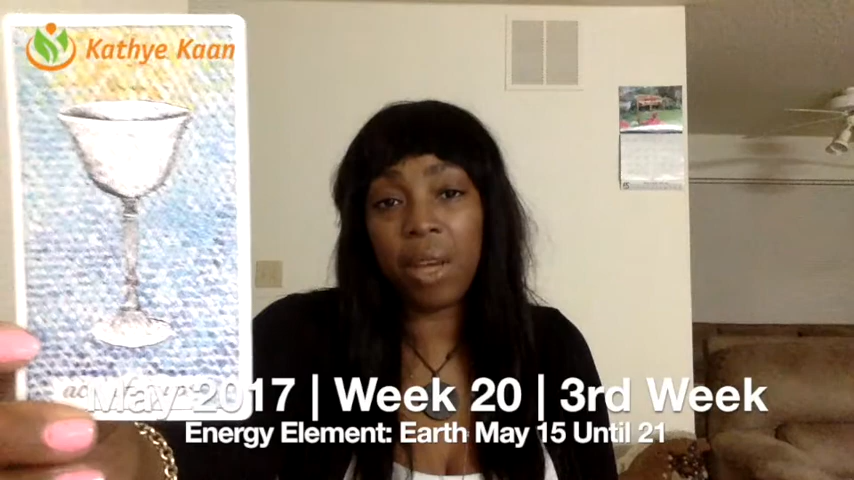 Kathye Kaan
May 2017 | Week 20 | 3rd Week
Energy Element: Earth May 15 Until 21